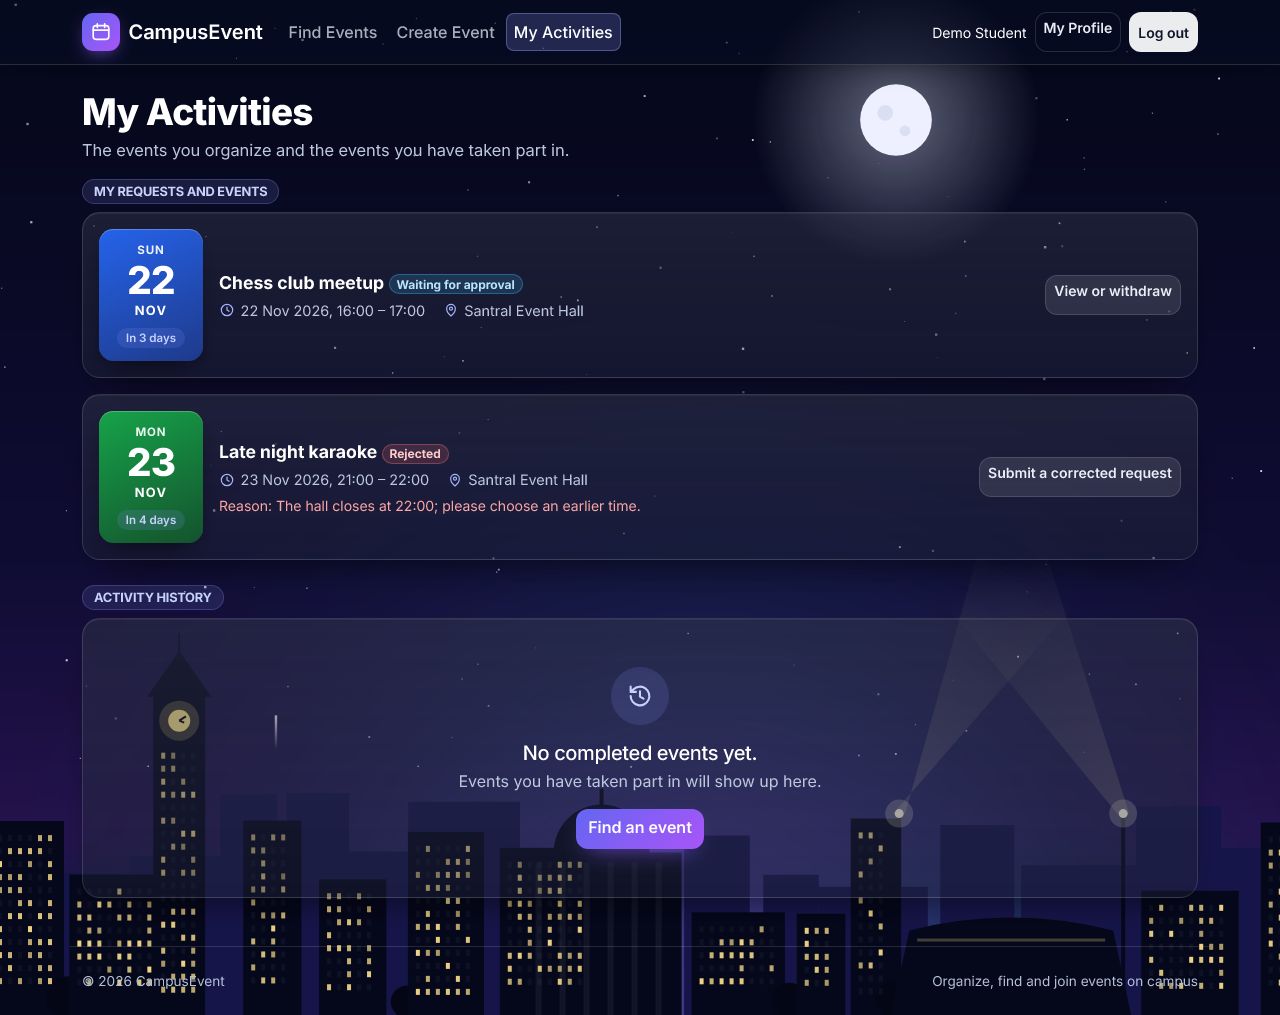 CampusEvent Find Events Create Event My Activities Demo Student My Profile Log out
My Activities
The events you organize and the events you have taken part in.
MY REQUESTS AND EVENTS
SUN
22
NOV
In 3 days
Chess club meetup Waiting for approval
22 Nov 2026, 16:00 – 17:00 Santral Event Hall
View or withdraw
MON
23
NOV
In 4 days
Late night karaoke Rejected
23 Nov 2026, 21:00 – 22:00 Santral Event Hall
Reason: The hall closes at 22:00; please choose an earlier time.
Submit a corrected request
ACTIVITY HISTORY
No completed events yet.
Events you have taken part in will show up here.
Find an event
© 2026 CampusEvent Organize, find and join events on campus